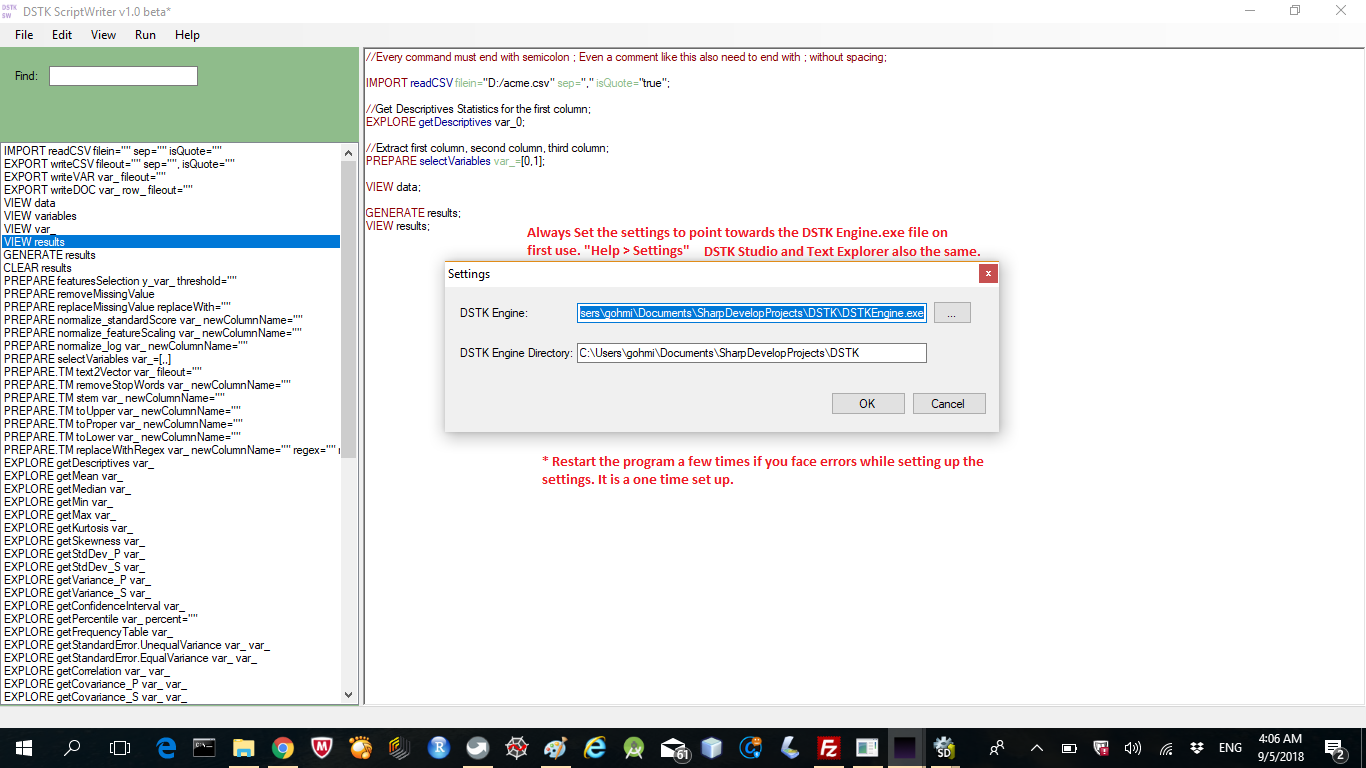 DSTK
SW
DSTK ScriptWriter v1.0 beta*
File Edit View Run Help
Find:
IMPORT readCSV filein="" sep="" isQuote=""
EXPORT writeCSV fileout="" sep="", isQuote=""
EXPORT writeVAR var_ fileout=""
EXPORT writeDOC var_ row_ fileout=""
VIEW data
VIEW variables
VIEW var_
VIEW results
GENERATE results
CLEAR results
PREPARE featuresSelection y_var_ threshold=""
PREPARE removeMissingValue
PREPARE replaceMissingValue replaceWith=""
PREPARE normalize_standardScore var_ newColumnName=""
PREPARE normalize_featureScaling var_ newColumnName=""
PREPARE normalize_log var_ newColumnName=""
PREPARE selectVariables var_=[,,]
PREPARE.TM text2Vector var_ fileout=""
PREPARE.TM removeStopWords var_ newColumnName=""
PREPARE.TM stem var_ newColumnName=""
PREPARE.TM toUpper var_ newColumnName=""
PREPARE.TM toProper var_ newColumnName=""
PREPARE.TM toLower var_ newColumnName=""
PREPARE.TM replaceWithRegex var_ newColumnName="" regex=""
EXPLORE getDescriptives var_
EXPLORE getMean var_
EXPLORE getMedian var_
EXPLORE getMin var_
EXPLORE getMax var_
EXPLORE getKurtosis var_
EXPLORE getSkewness var_
EXPLORE getStdDev_P var_
EXPLORE getStdDev_S var_
EXPLORE getVariance_P var_
EXPLORE getVariance_S var_
EXPLORE getConfidenceInterval var_
EXPLORE getPercentile var_ percent=""
EXPLORE getFrequencyTable var_
EXPLORE getStandardError.UnequalVariance var_ var_
EXPLORE getStandardError.EqualVariance var_ var_
EXPLORE getCorrelation var_ var_
EXPLORE getCovariance_P var_ var_
EXPLORE getCovariance_S var_ var_
//Every command must end with semicolon ; Even a comment like this also need to end with ; without spacing;
IMPORT readCSV filein="D:/acme.csv" sep="," isQuote="true";
//Get Descriptives Statistics for the first column;
EXPLORE getDescriptives var_0;
//Extract first column, second column, third column;
PREPARE selectVariables var_=[0,1];
VIEW data;
GENERATE results;
VIEW results;
Always Set the settings to point towards the DSTK Engine.exe file on
first use. "Help > Settings" DSTK Studio and Text Explorer also the same.
Settings
x
DSTK Engine: sers\gohmi\Documents\SharpDevelopProjects\DSTK\DSTKEngine.exe ...
DSTK Engine Directory: C:\Users\gohmi\Documents\SharpDevelopProjects\DSTK
OK Cancel
* Restart the program a few times if you face errors while setting up the
settings. It is a one time set up.
61
ENG
4:06 AM
9/5/2018
2